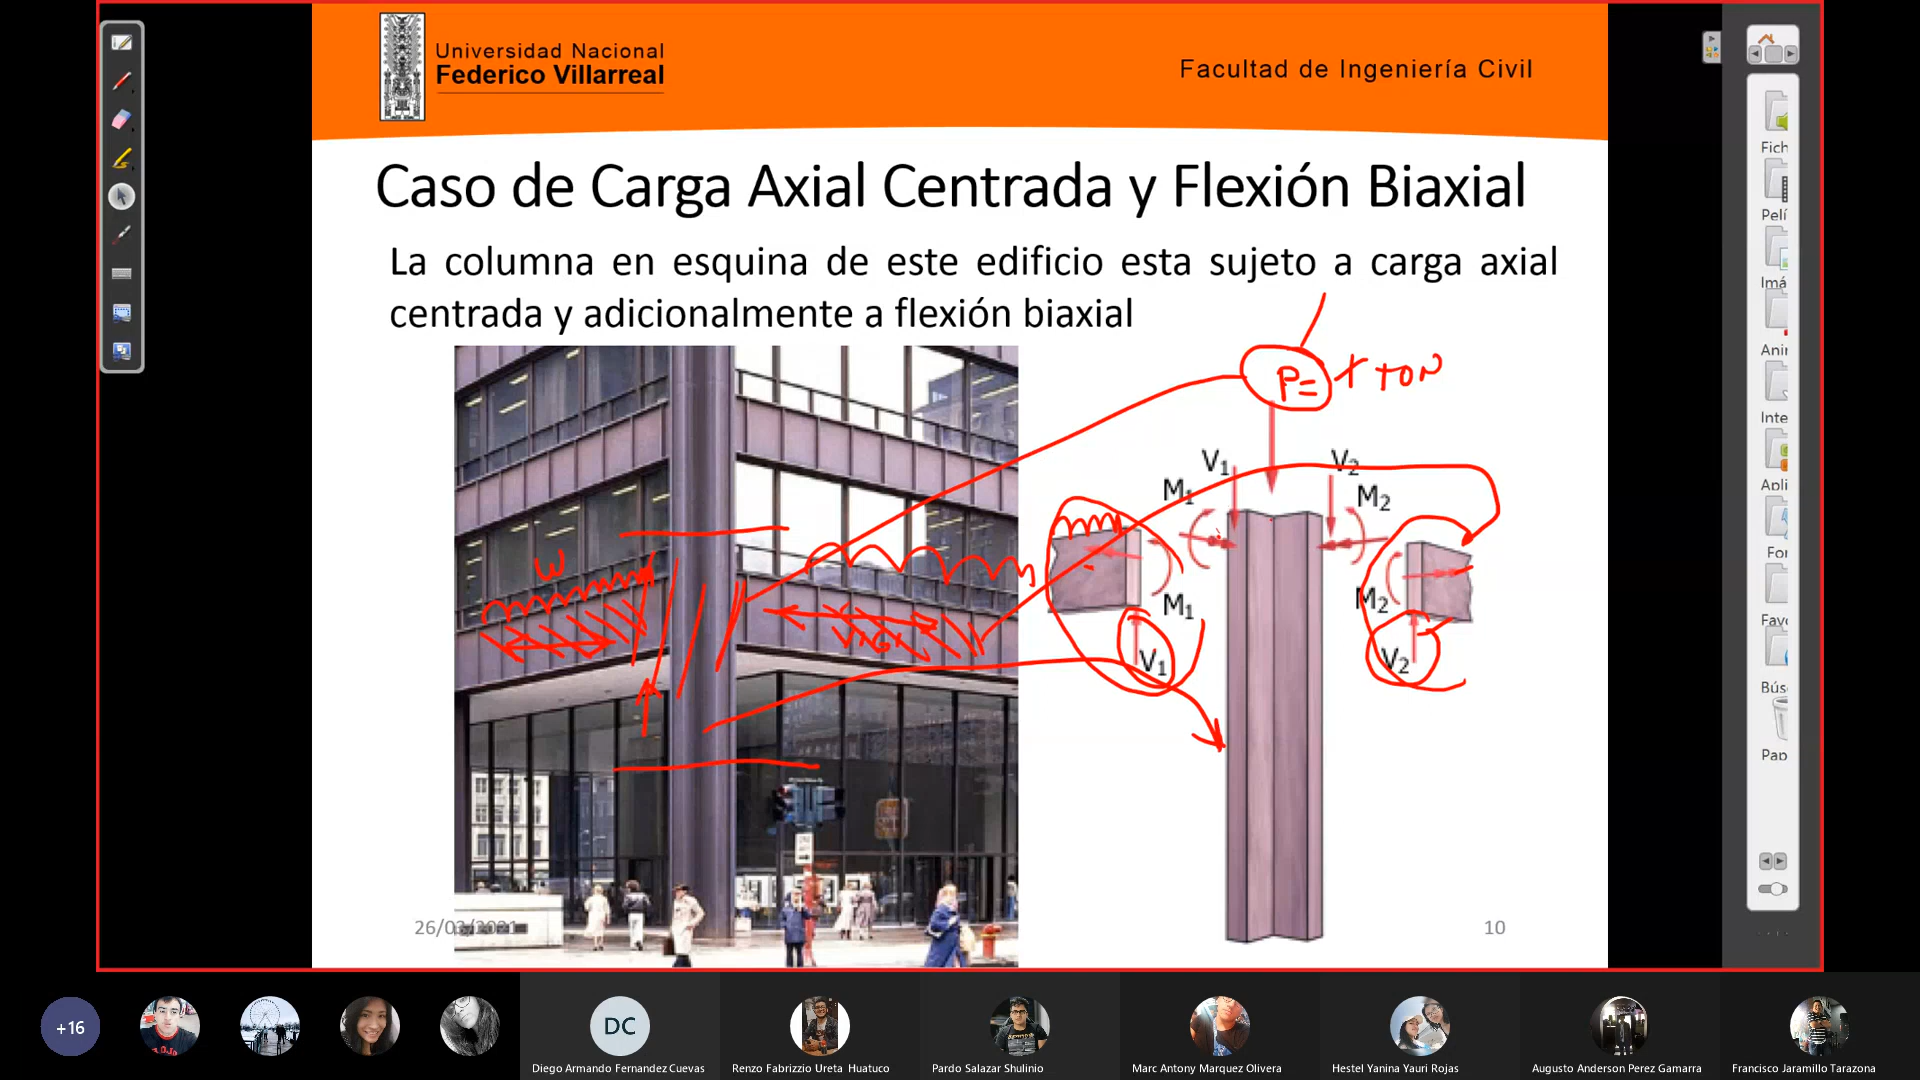 Universidad Nacional
Federico Villarreal
Facultad de Ingeniería Civil
Caso de Carga Axial Centrada y Flexión Biaxial
La columna en esquina de este edificio esta sujeto a carga axial
centrada y adicionalmente a flexión biaxial
P= x TON
V1
V2
M1
M2
W
M1
M2
V1
V2
10
Fich
Pelí
Imá
Ani
Inte
Apli
For
Favo
Bús
Pap
+16
DC
Diego Armando Fernandez Cuevas
Renzo Fabrizzio Ureta Huatuco
Pardo Salazar Shulinio
Marc Antony Marquez Olivera
Hestel Yanina Yauri Rojas
Augusto Anderson Perez Gamarra
Francisco Jaramillo Tarazona